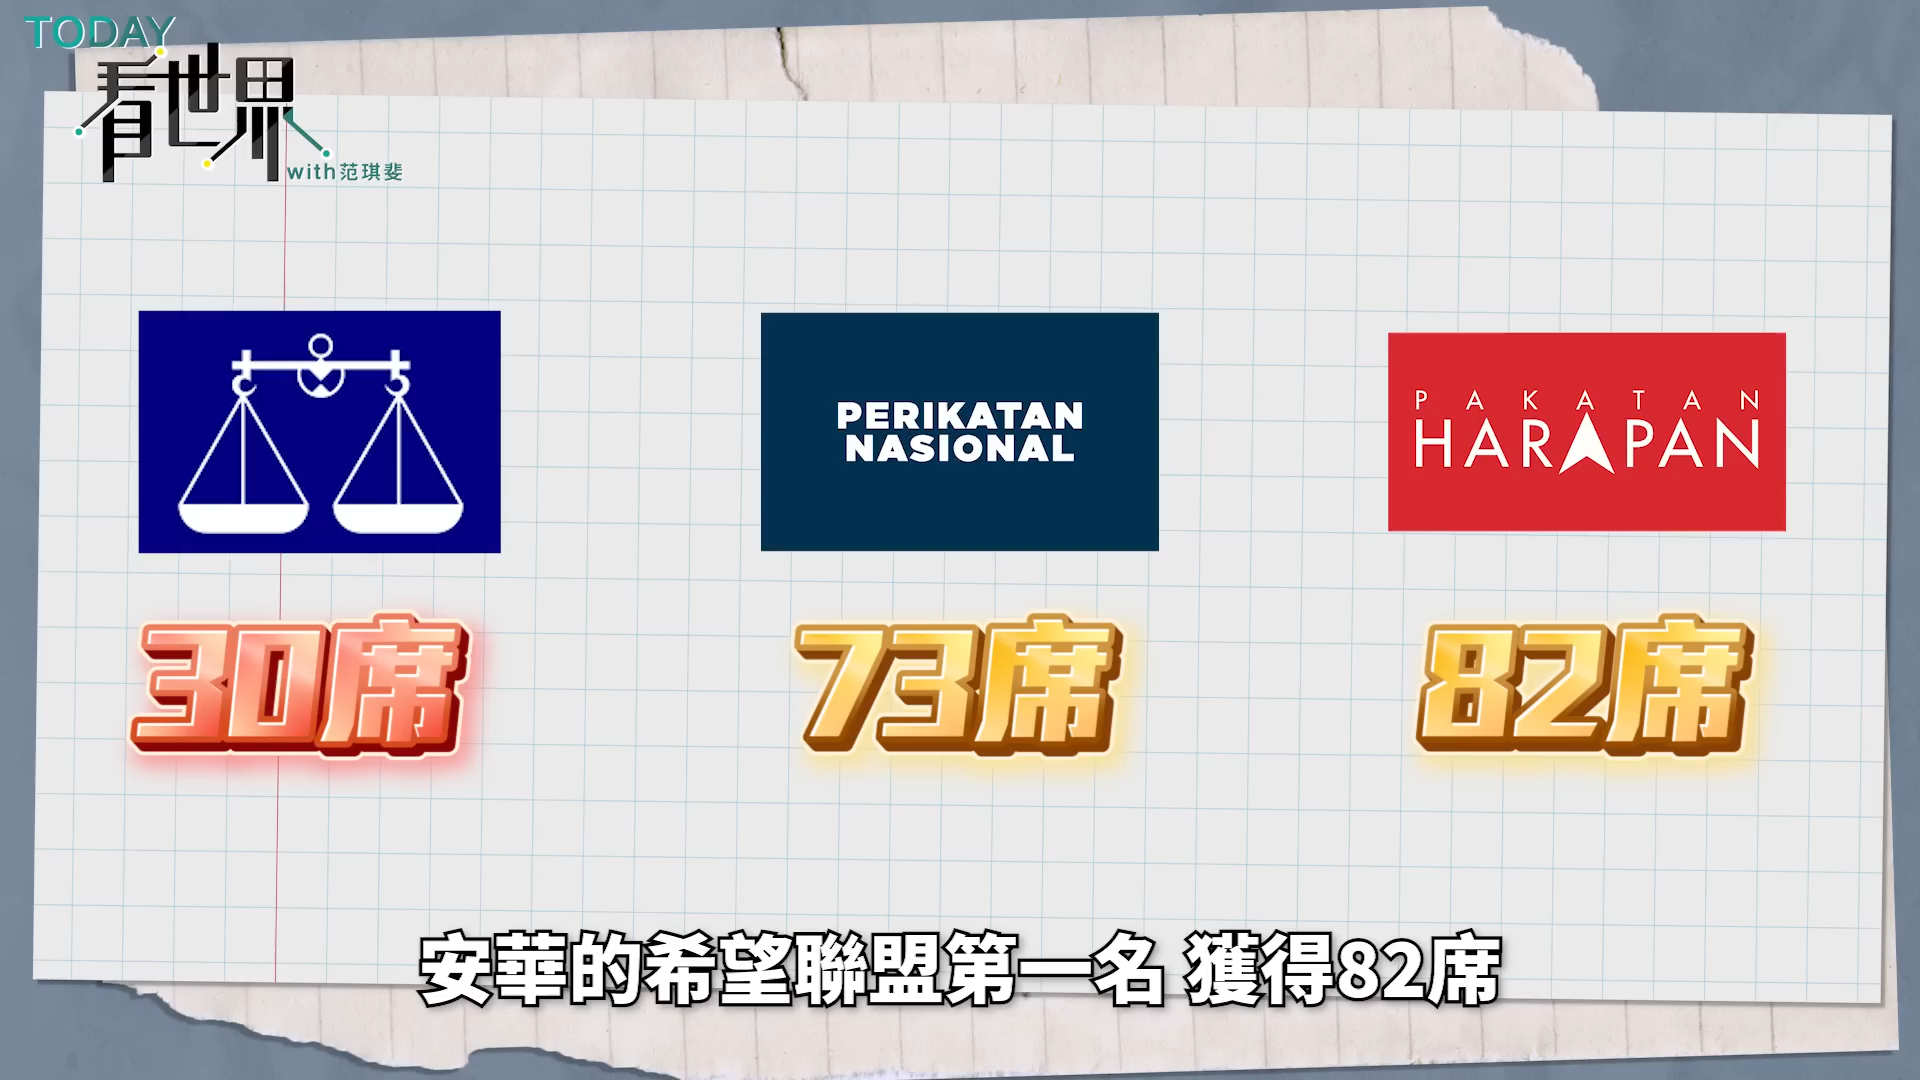 TODAY
看世界
with范琪斐
PERIKATAN
NASIONAL
PAKATAN
HARAPAN
30席
73席
82席
安華的希望聯盟第一名 獲得82席